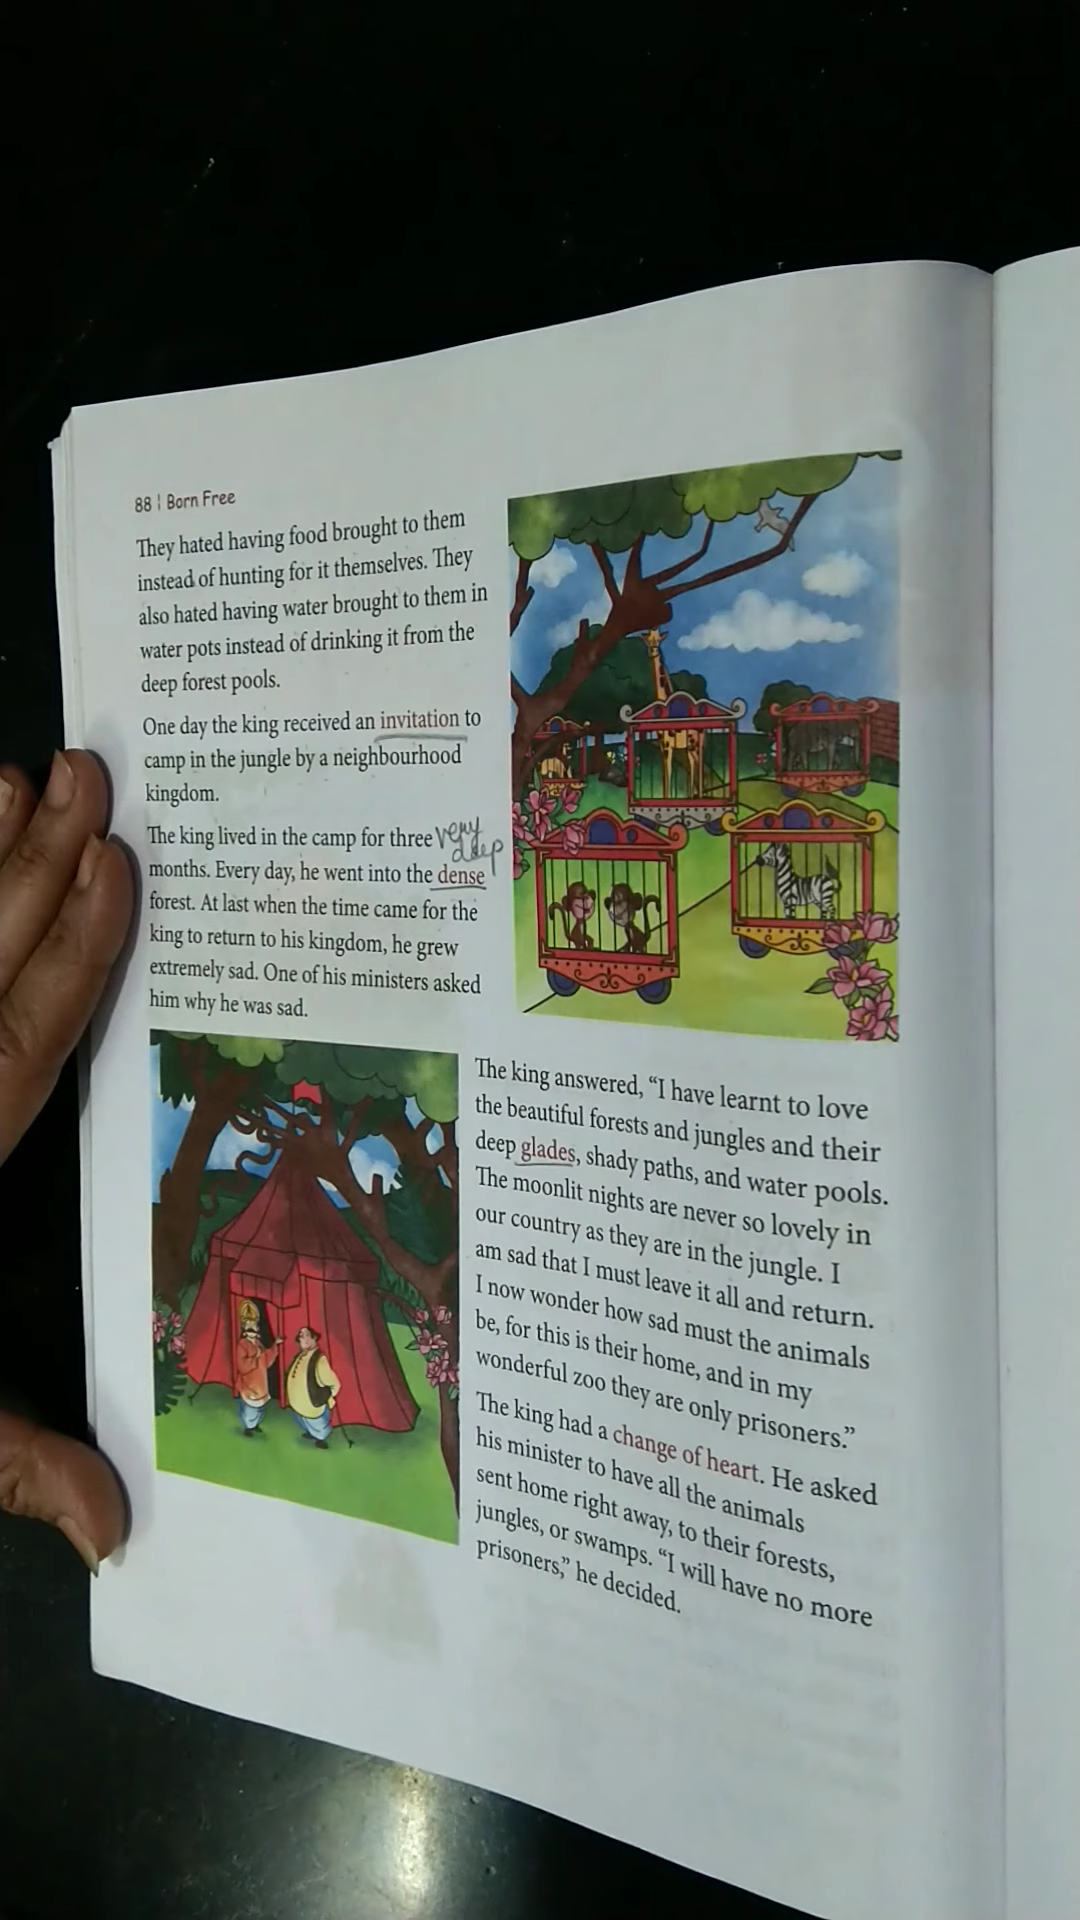 88 | Born Free
They hated having food brought to them
instead of hunting for it themselves. They
also hated having water brought to them in
water pots instead of drinking it from the
deep forest pools.
One day the king received an invitation to
camp in the jungle by a neighbourhood
kingdom.
The king lived in the camp for three
very
deep
months. Every day, he went into the dense
forest. At last when the time came for the
king to return to his kingdom, he grew
extremely sad. One of his ministers asked
him why he was sad.
The king answered, “I have learnt to love
the beautiful forests and jungles and their
deep glades, shady paths, and water pools.
The moonlit nights are never so lovely in
our country as they are in the jungle. I
am sad that I must leave it all and return.
I now wonder how sad must the animals
be, for this is their home, and in my
wonderful zoo they are only prisoners.”
The king had a change of heart. He asked
his minister to have all the animals
sent home right away, to their forests,
jungles, or swamps. “I will have no more
prisoners,” he decided.